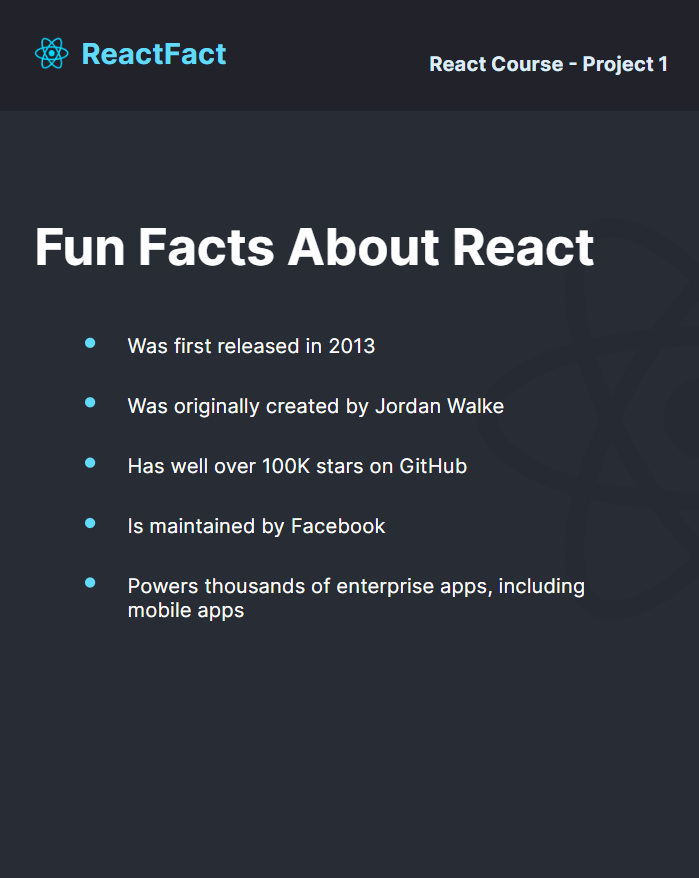 ReactFact
React Course - Project 1
Fun Facts About React
Was first released in 2013
Was originally created by Jordan Walke
Has well over 100K stars on GitHub
Is maintained by Facebook
Powers thousands of enterprise apps, including
mobile apps